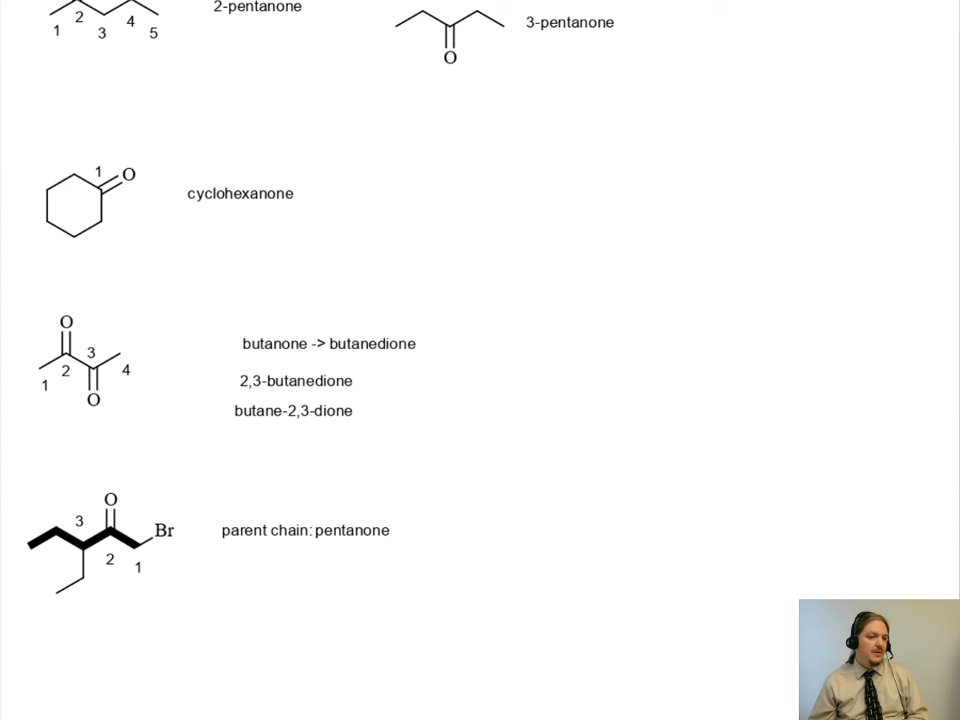 2-pentanone
1 2 3 4 5
O
3-pentanone
1 O
cyclohexanone
O
1 2 3 4
O
butanone -> butanedione
2,3-butanedione
butane-2,3-dione
O
3 2 1
Br
parent chain: pentanone